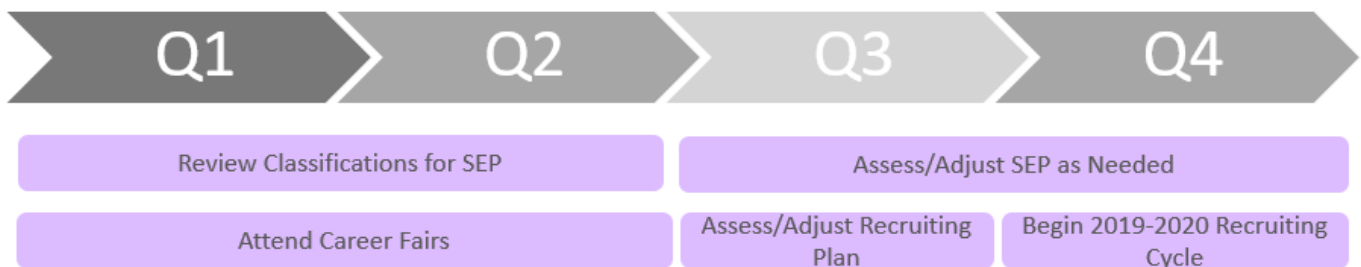 Q1 Q2 Q3 Q4
Review Classifications for SEP
Assess/Adjust SEP as Needed
Attend Career Fairs
Assess/Adjust Recruiting
Plan
Begin 2019-2020 Recruiting
Cycle